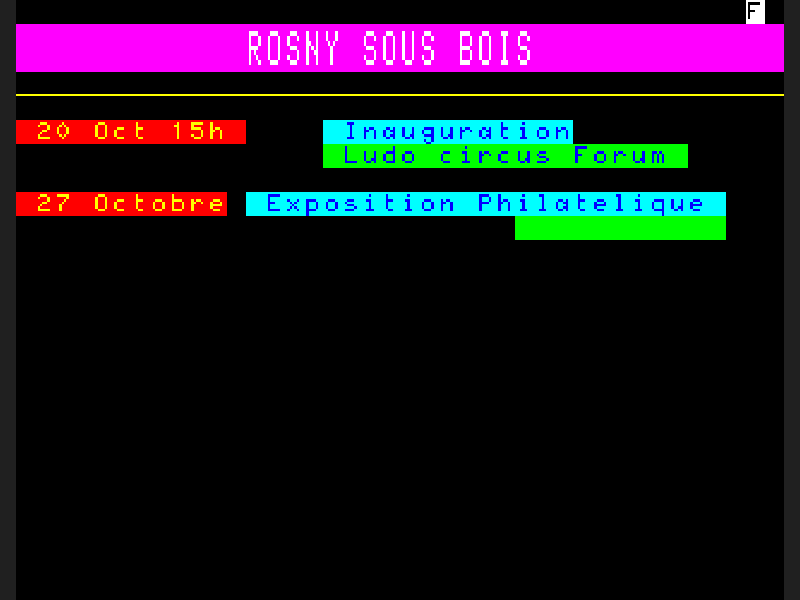 F
ROSNY SOUS BOIS
20 Oct 15h Inauguration
Ludo circus Forum
27 Octobre Exposition Philatelique